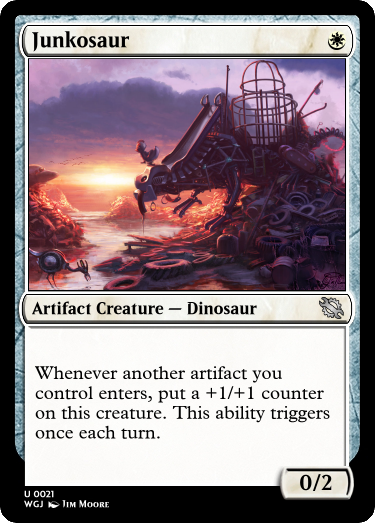 Junkosaur
Artifact Creature — Dinosaur
Whenever another artifact you
control enters, put a +1/+1 counter
on this creature. This ability triggers
once each turn.
0/2
U 0021
WGJ Jim Moore